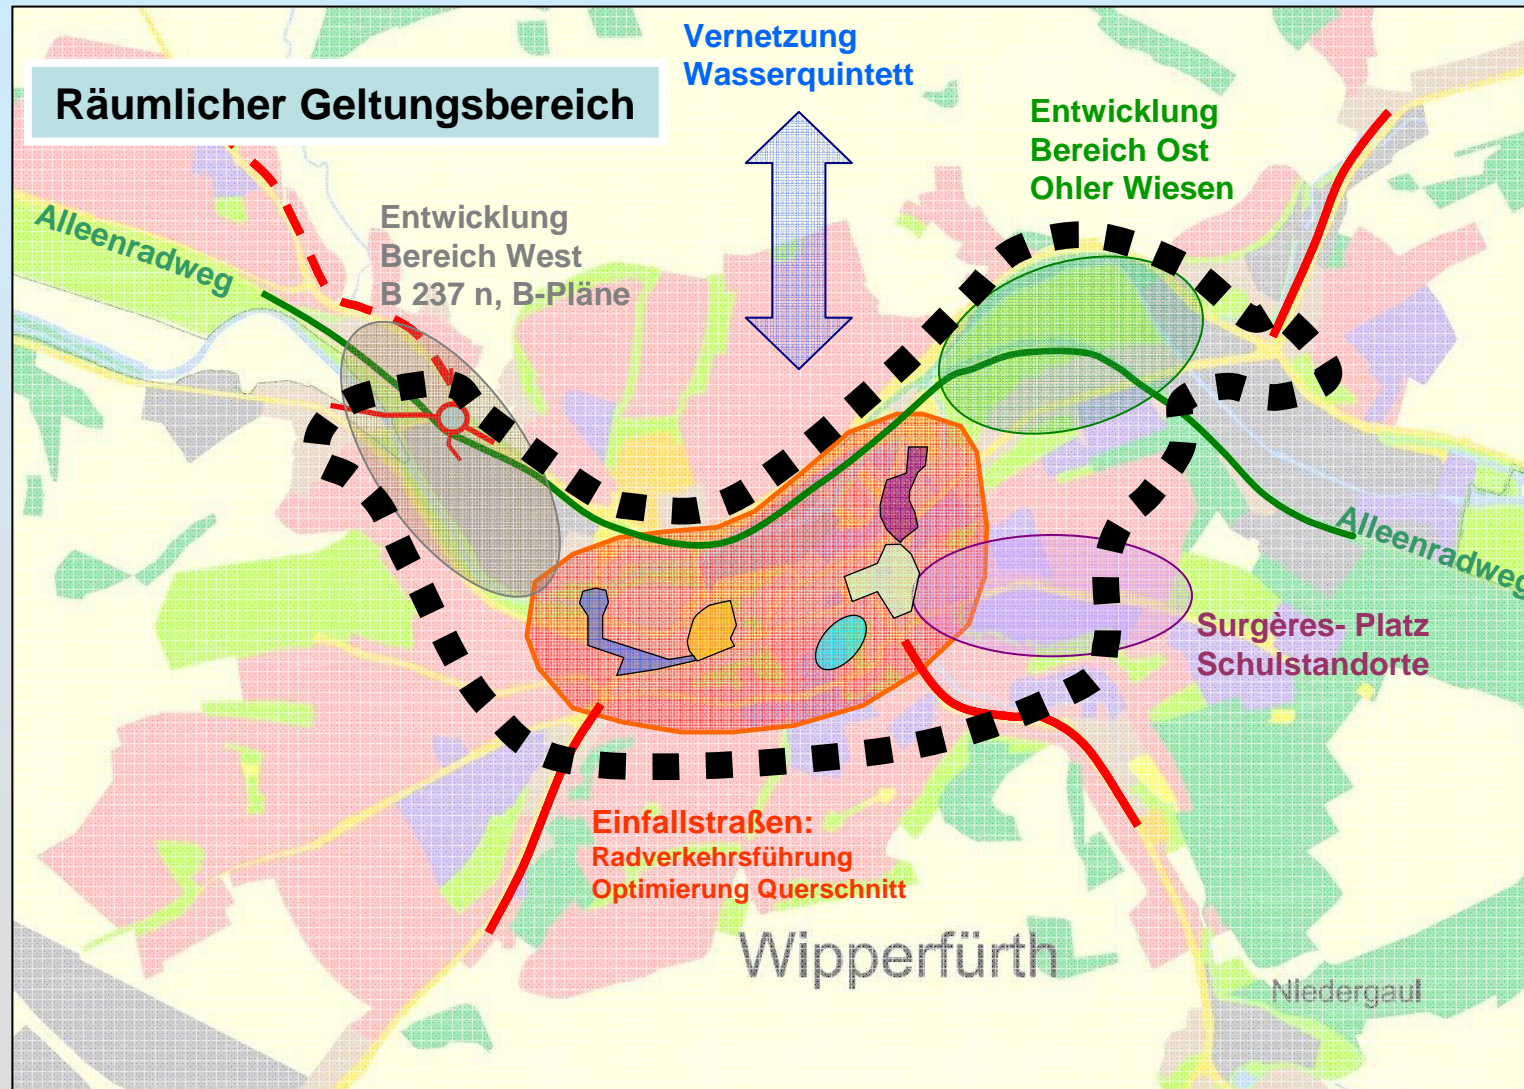 Räumlicher Geltungsbereich
Vernetzung
Wasserquintett
Entwicklung
Bereich Ost
Ohler Wiesen
Entwicklung
Bereich West
B 237 n, B-Pläne
Alleenradweg
Alleenradweg
Surgères- Platz
Schulstandorte
Einfallstraßen:
Radverkehrsführung
Optimierung Querschnitt
Wipperfürth
Niedergaul